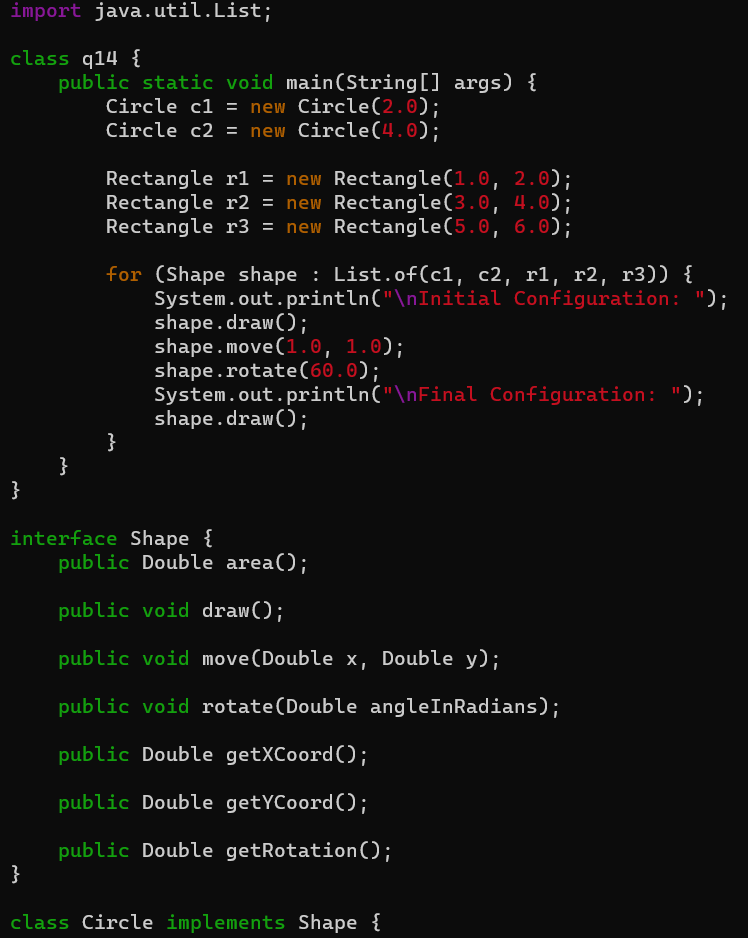 import java.util.List;

class q14 {
    public static void main(String[] args) {
        Circle c1 = new Circle(2.0);
        Circle c2 = new Circle(4.0);

        Rectangle r1 = new Rectangle(1.0, 2.0);
        Rectangle r2 = new Rectangle(3.0, 4.0);
        Rectangle r3 = new Rectangle(5.0, 6.0);

        for (Shape shape : List.of(c1, c2, r1, r2, r3)) {
            System.out.println("\nInitial Configuration: ");
            shape.draw();
            shape.move(1.0, 1.0);
            shape.rotate(60.0);
            System.out.println("\nFinal Configuration: ");
            shape.draw();
        }
    }
}

interface Shape {
    public Double area();

    public void draw();

    public void move(Double x, Double y);

    public void rotate(Double angleInRadians);

    public Double getXCoord();

    public Double getYCoord();

    public Double getRotation();
}

class Circle implements Shape {